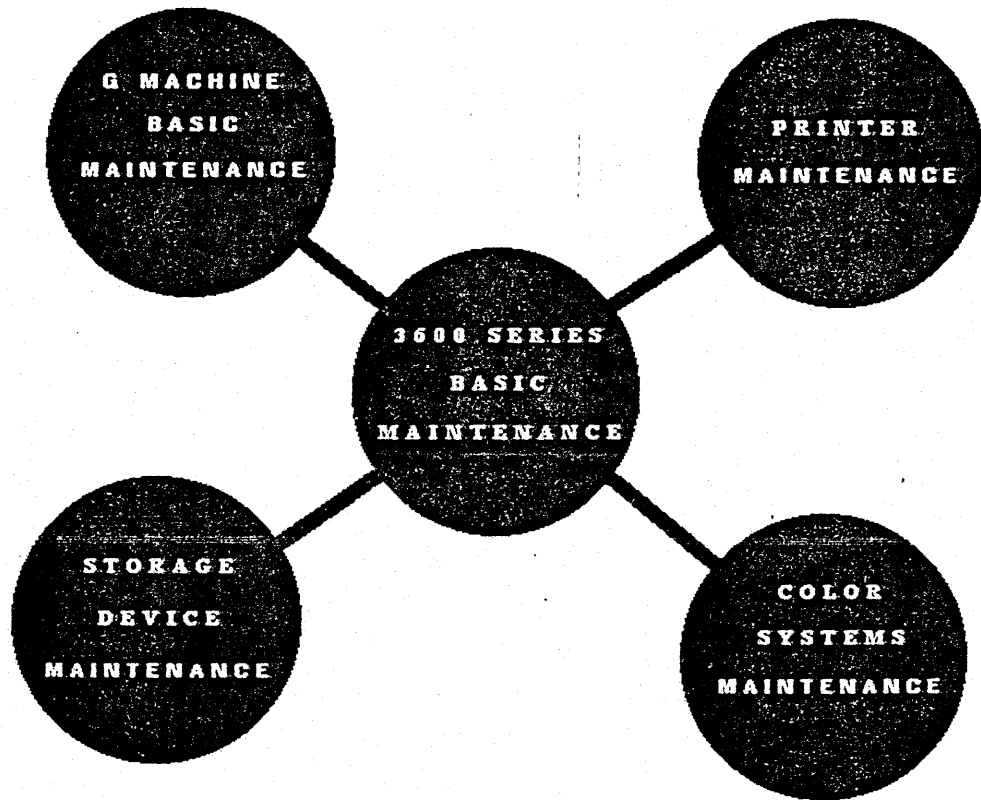 G MACHINE
BASIC
MAINTENANCE
PRINTER
MAINTENANCE
3600 SERIES
BASIC
MAINTENANCE
STORAGE
DEVICE
MAINTENANCE
COLOR
SYSTEMS
MAINTENANCE